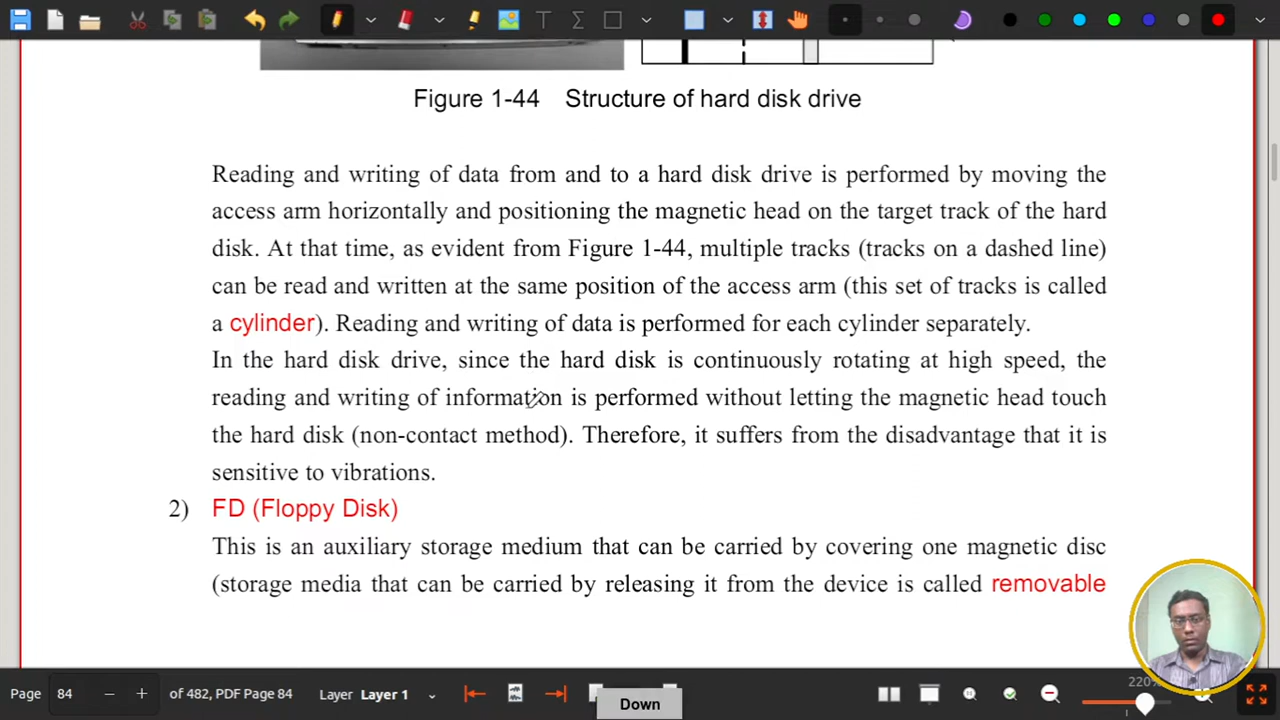 Figure 1-44 Structure of hard disk drive
Reading and writing of data from and to a hard disk drive is performed by moving the
access arm horizontally and positioning the magnetic head on the target track of the hard
disk. At that time, as evident from Figure 1-44, multiple tracks (tracks on a dashed line)
can be read and written at the same position of the access arm (this set of tracks is called
a cylinder). Reading and writing of data is performed for each cylinder separately.
In the hard disk drive, since the hard disk is continuously rotating at high speed, the
reading and writing of information is performed without letting the magnetic head touch
the hard disk (non-contact method). Therefore, it suffers from the disadvantage that it is
sensitive to vibrations.
2) FD (Floppy Disk)
This is an auxiliary storage medium that can be carried by covering one magnetic disc
(storage media that can be carried by releasing it from the device is called removable
Page 84 of 482, PDF Page 84 Layer Layer 1 220%
Down